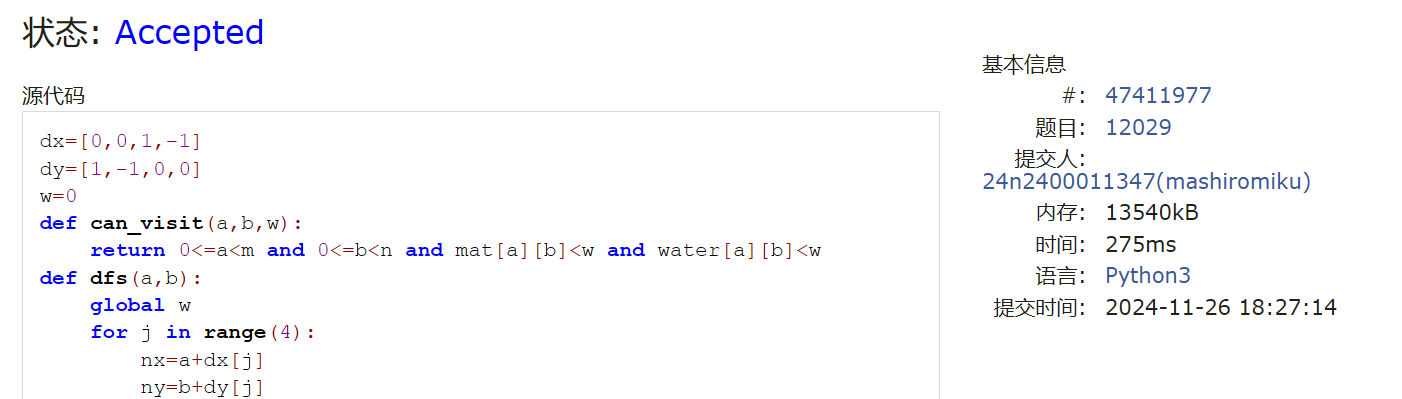 状态: Accepted
源代码
dx=[0,0,1,-1]
dy=[1,-1,0,0]
w=0
def can_visit(a,b,w):
    return 0<=a<m and 0<=b<n and mat[a][b]<w and water[a][b]<w
def dfs(a,b):
    global w
    for j in range(4):
        nx=a+dx[j]
        ny=b+dy[j]
基本信息
#: 47411977
题目: 12029
提交人:
24n2400011347(mashiromiku)
内存: 13540kB
时间: 275ms
语言: Python3
提交时间: 2024-11-26 18:27:14